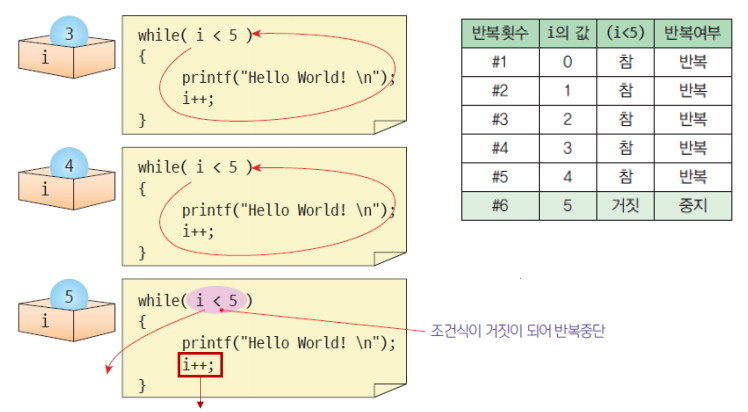 3
i
while( i < 5 )
{
printf("Hello World! \n");
i++;
}
4
i
while( i < 5 )
{
printf("Hello World! \n");
i++;
}
5
i
while( i < 5 )
{
printf("Hello World! \n");
i++;
}
조건식이 거짓이 되어 반복중단
반복횟수 i의 값 (i<5) 반복여부
#1 0 참 반복
#2 1 참 반복
#3 2 참 반복
#4 3 참 반복
#5 4 참 반복
#6 5 거짓 중지